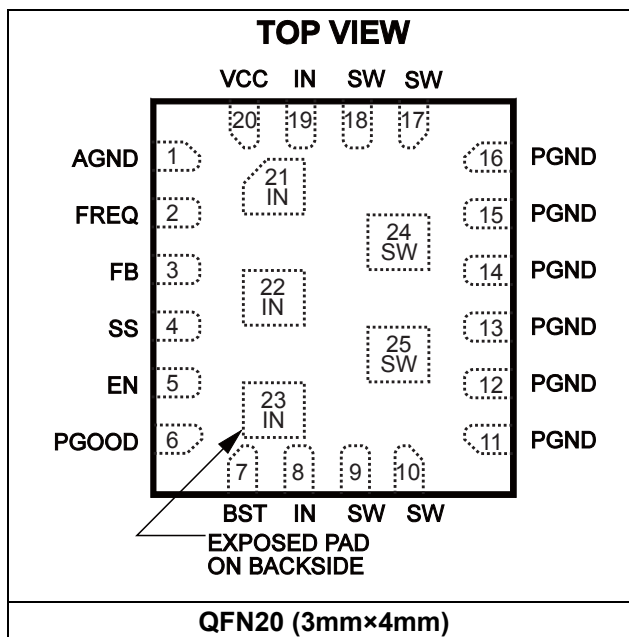 TOP VIEW
VCC IN SW SW
20 19 18 17
AGND 1
21 IN
16 PGND
FREQ 2
15 PGND
24 SW
FB 3
14 PGND
22 IN
SS 4
13 PGND
25 SW
EN 5
12 PGND
23 IN
PGOOD 6
11 PGND
7 8 9 10
BST IN SW SW
EXPOSED PAD
ON BACKSIDE
QFN20 (3mm×4mm)